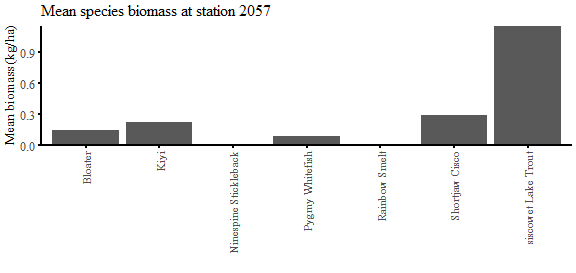 Mean species biomass at station 2057
Mean biomass (kg/ha)
0.9
0.6
0.3
0.0
Bloater
Kiyi
Ninespine Stickleback
Pygmy Whitefish
Rainbow Smelt
Shortjaw Cisco
siscowet Lake Trout